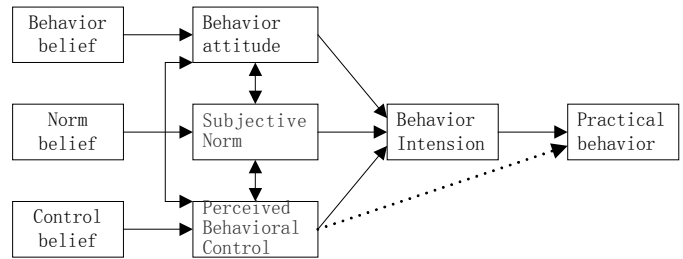 Behavior
belief
Behavior
attitude
Norm
belief
Subjective
Norm
Behavior
Intension
Practical
behavior
Control
belief
Perceived
Behavioral
Control